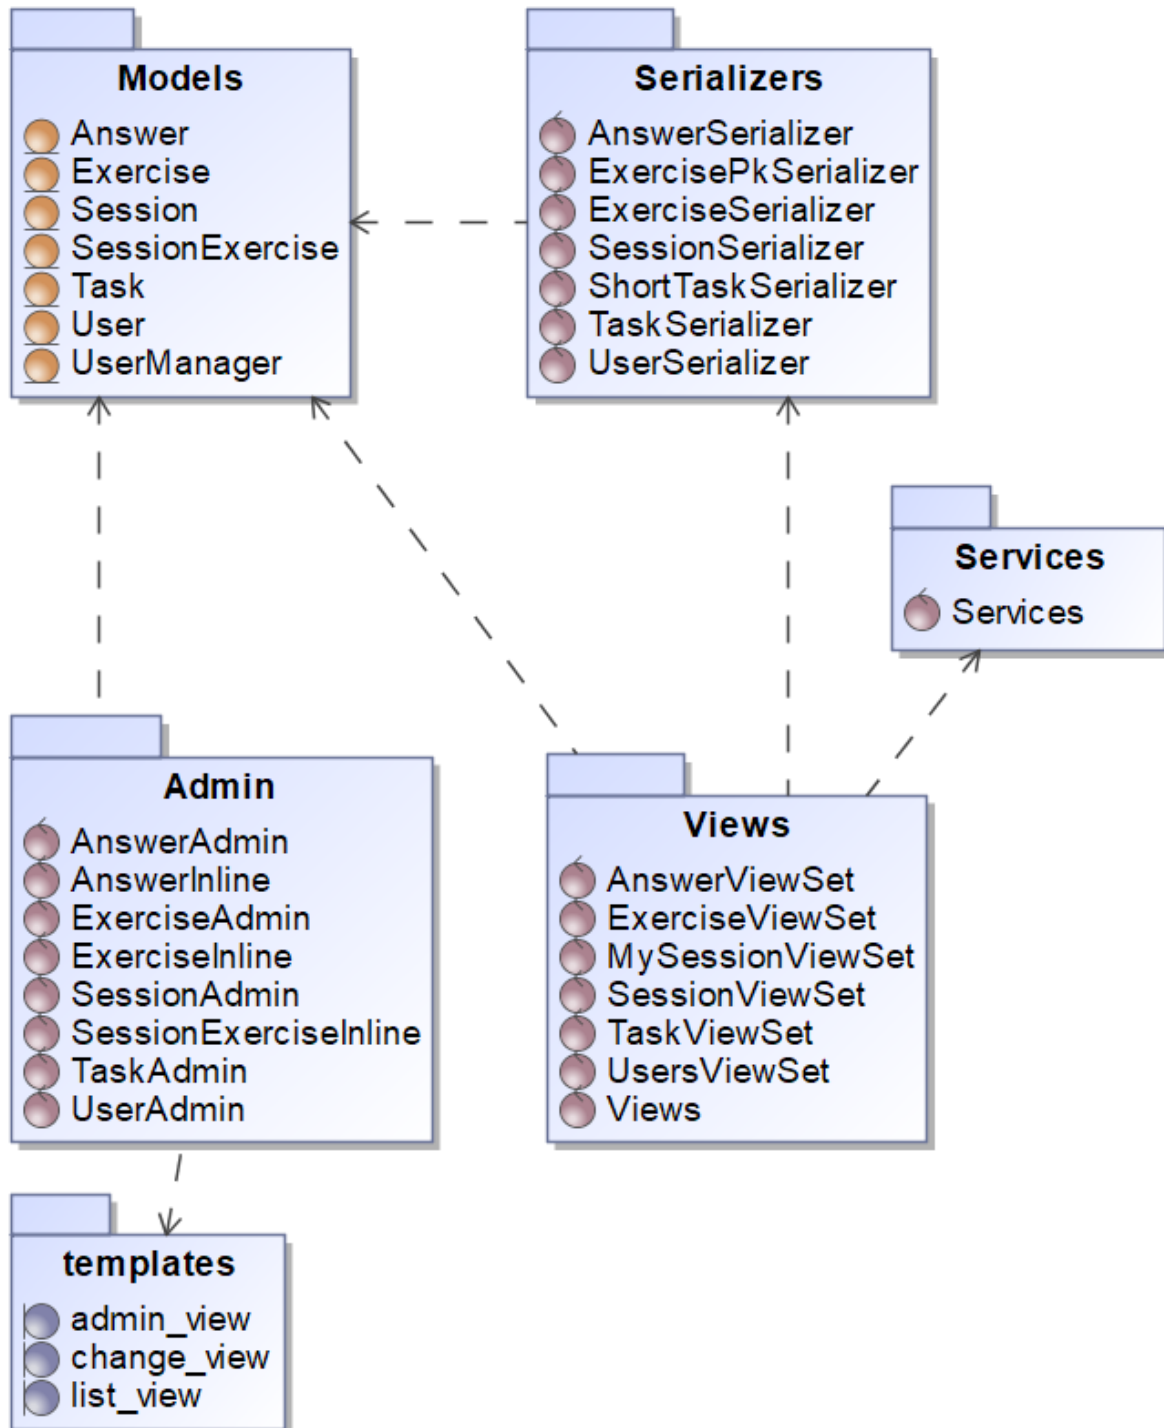 Models
Answer
Exercise
Session
SessionExercise
Task
User
UserManager
Serializers
AnswerSerializer
ExercisePkSerializer
ExerciseSerializer
SessionSerializer
ShortTaskSerializer
TaskSerializer
UserSerializer
Services
Services
Admin
AnswerAdmin
AnswerInline
ExerciseAdmin
ExerciseInline
SessionAdmin
SessionExerciseInline
TaskAdmin
UserAdmin
Views
AnswerViewSet
ExerciseViewSet
MySessionViewSet
SessionViewSet
TaskViewSet
UsersViewSet
Views
templates
admin_view
change_view
list_view